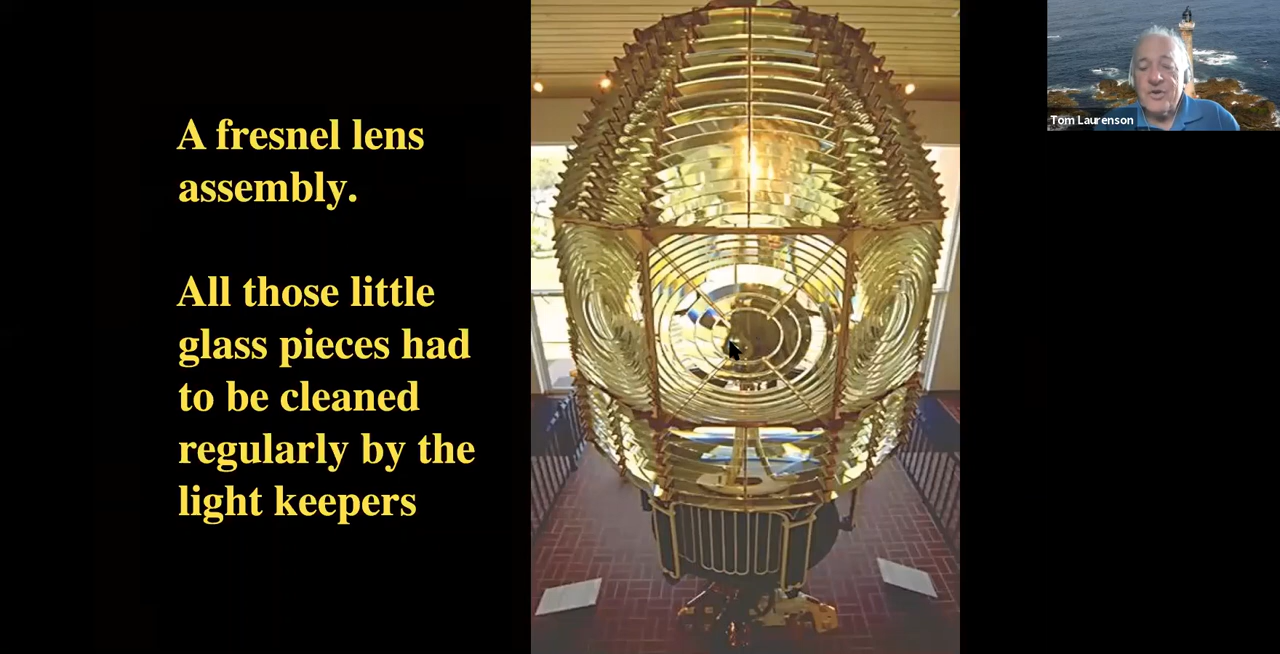 A fresnel lens
assembly.
All those little
glass pieces had
to be cleaned
regularly by the
light keepers
Tom Laurenson